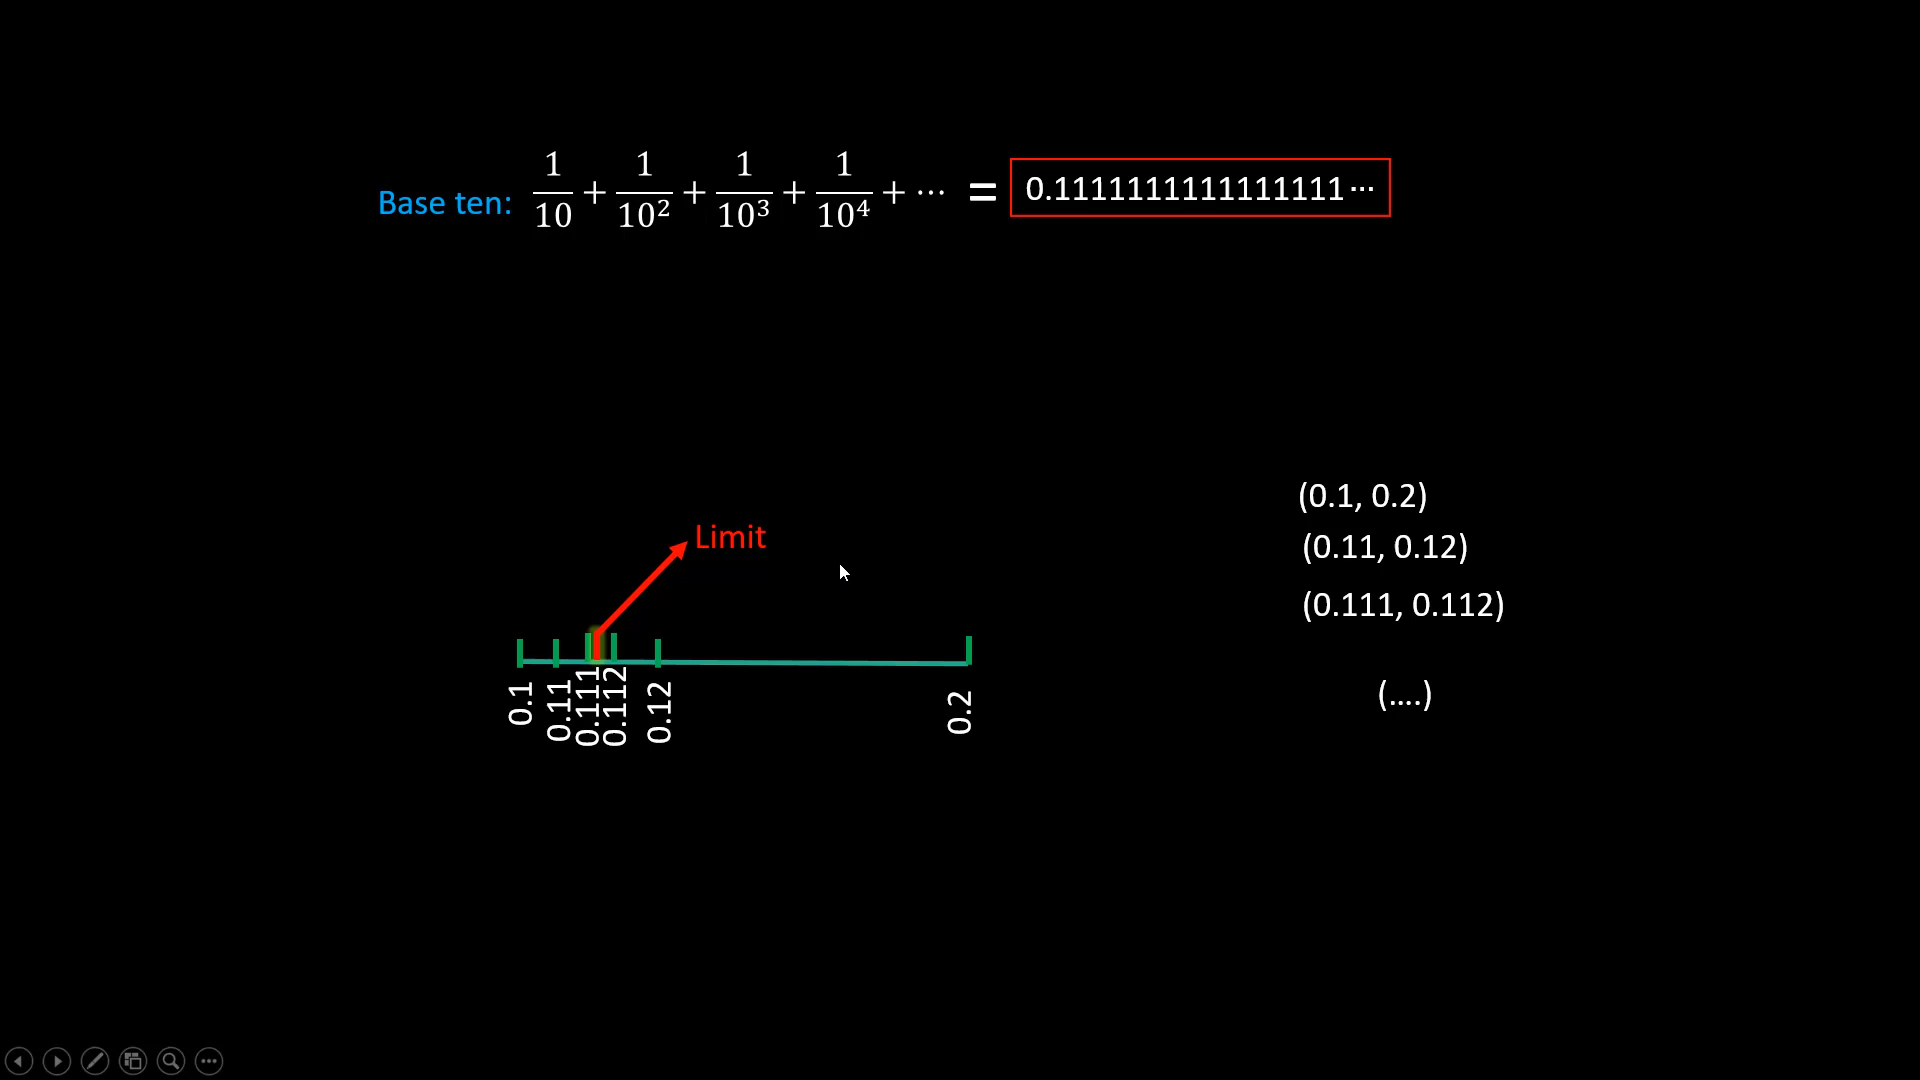 Base ten: 1/10 + 1/10² + 1/10³ + 1/10⁴ + ⋯ = 0.1111111111111111⋯
(0.1, 0.2)
Limit
(0.11, 0.12)
(0.111, 0.112)
0.1 0.11 0.111 0.112 0.12 0.2
(....)